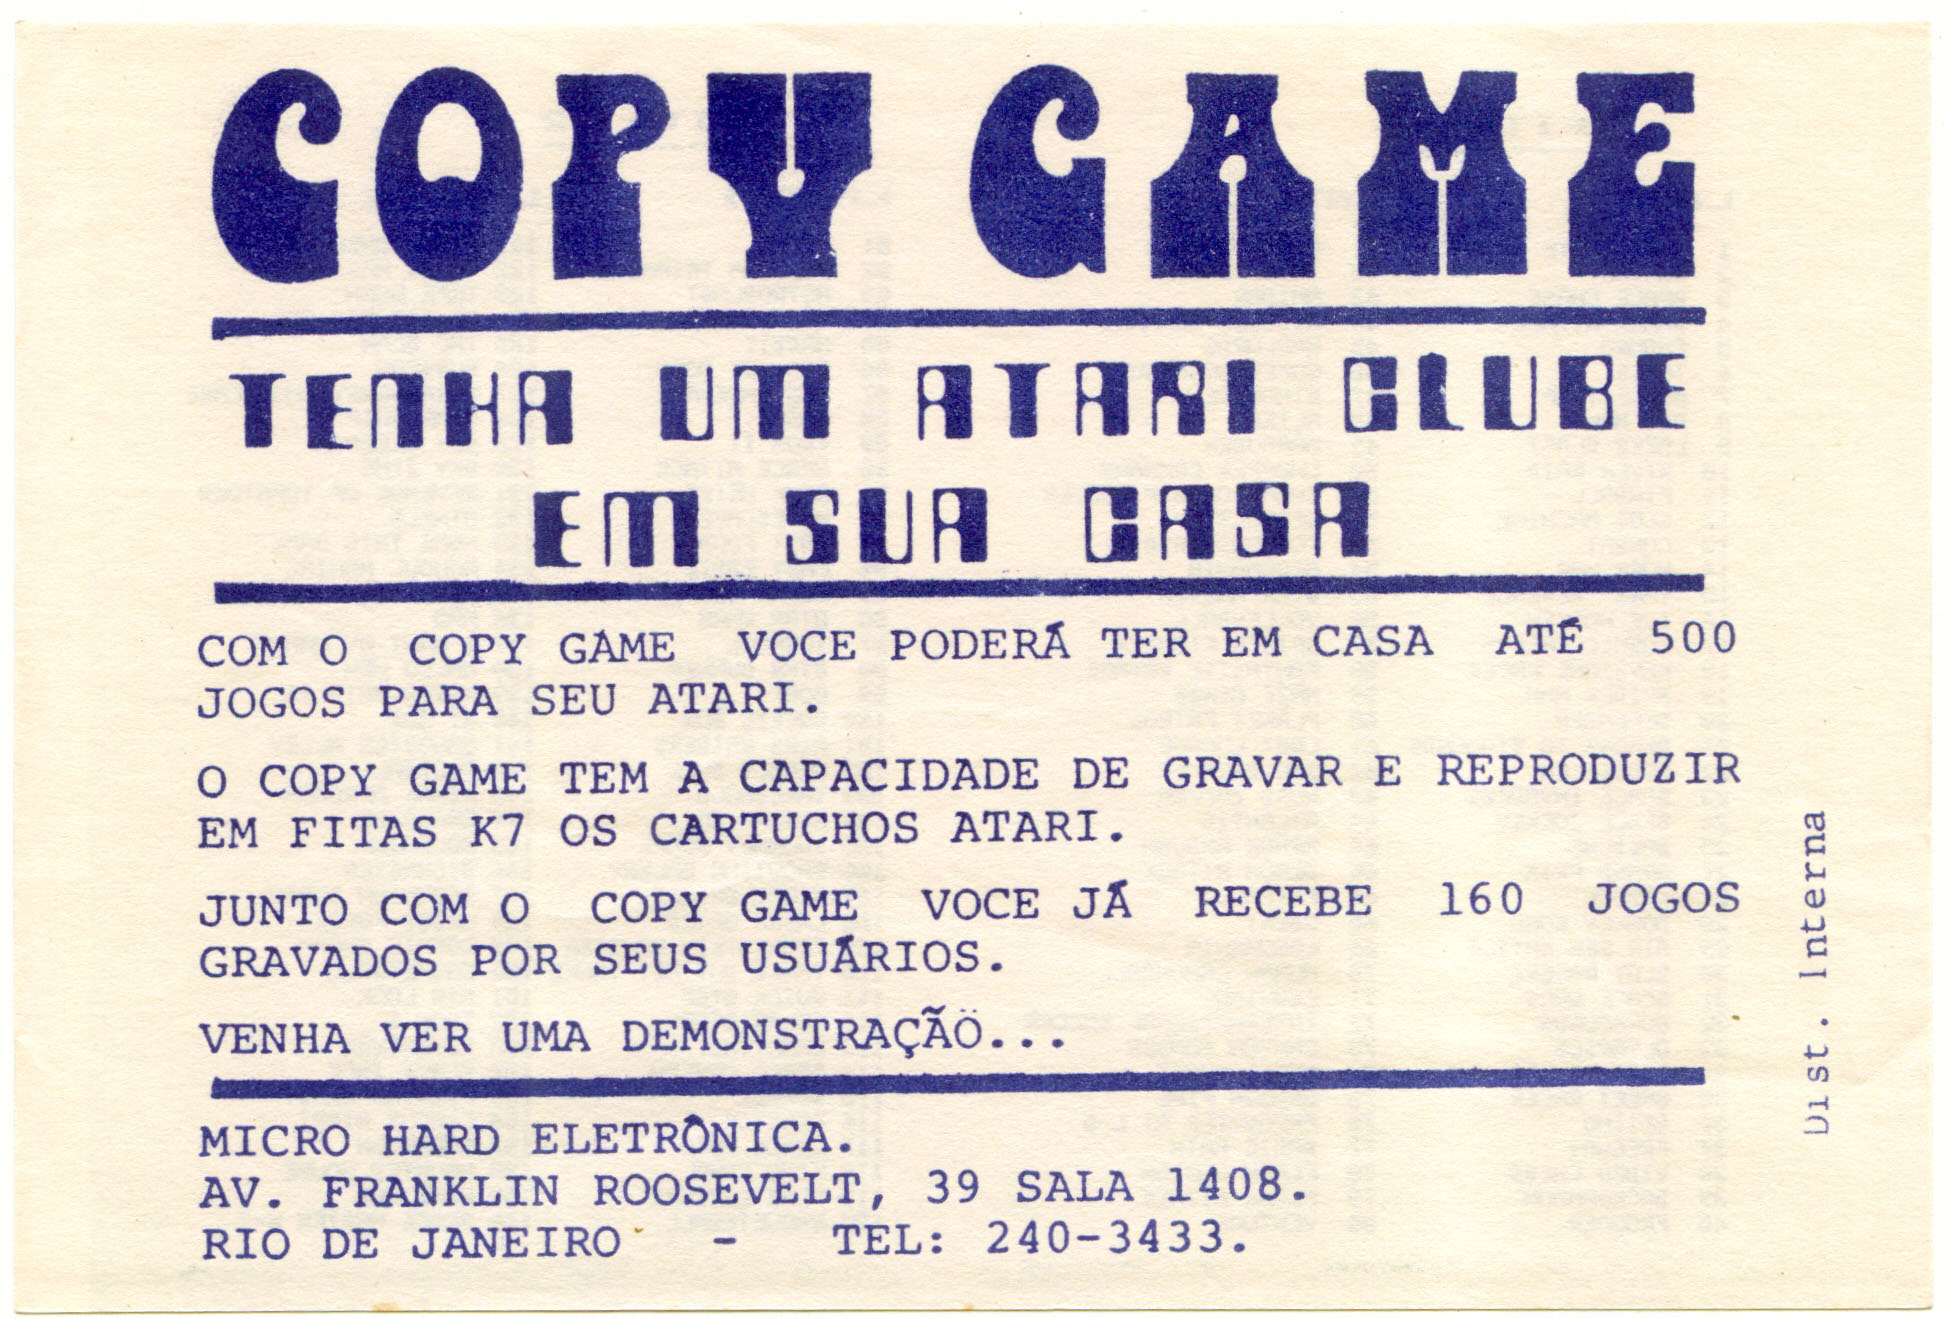 COPY GAME
TENHA UM ATARI CLUBE
EM SUA CASA
COM O COPY GAME VOCE PODERÁ TER EM CASA ATÉ 500
JOGOS PARA SEU ATARI.
O COPY GAME TEM A CAPACIDADE DE GRAVAR E REPRODUZIR
EM FITAS K7 OS CARTUCHOS ATARI.
JUNTO COM O COPY GAME VOCE JÁ RECEBE 160 JOGOS
GRAVADOS POR SEUS USUÁRIOS.
VENHA VER UMA DEMONSTRAÇÃÖ...
MICRO HARD ELETRÔNICA.
AV. FRANKLIN ROOSEVELT, 39 SALA 1408.
RIO DE JANEIRO - TEL: 240-3433.
Dist. Interna